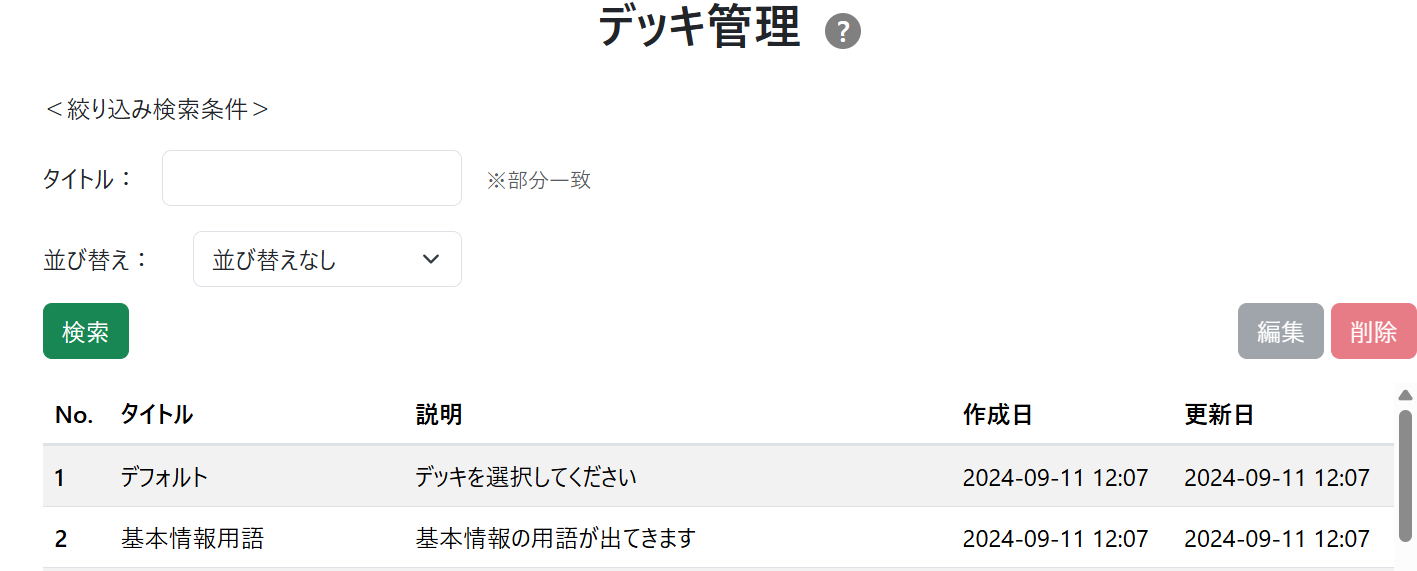 デッキ管理 ?
＜絞り込み検索条件＞
タイトル： ※部分一致
並び替え： 並び替えなし
検索 編集 削除
No. タイトル 説明 作成日 更新日
1 デフォルト デッキを選択してください 2024-09-11 12:07 2024-09-11 12:07
2 基本情報用語 基本情報の用語が出てきます 2024-09-11 12:07 2024-09-11 12:07